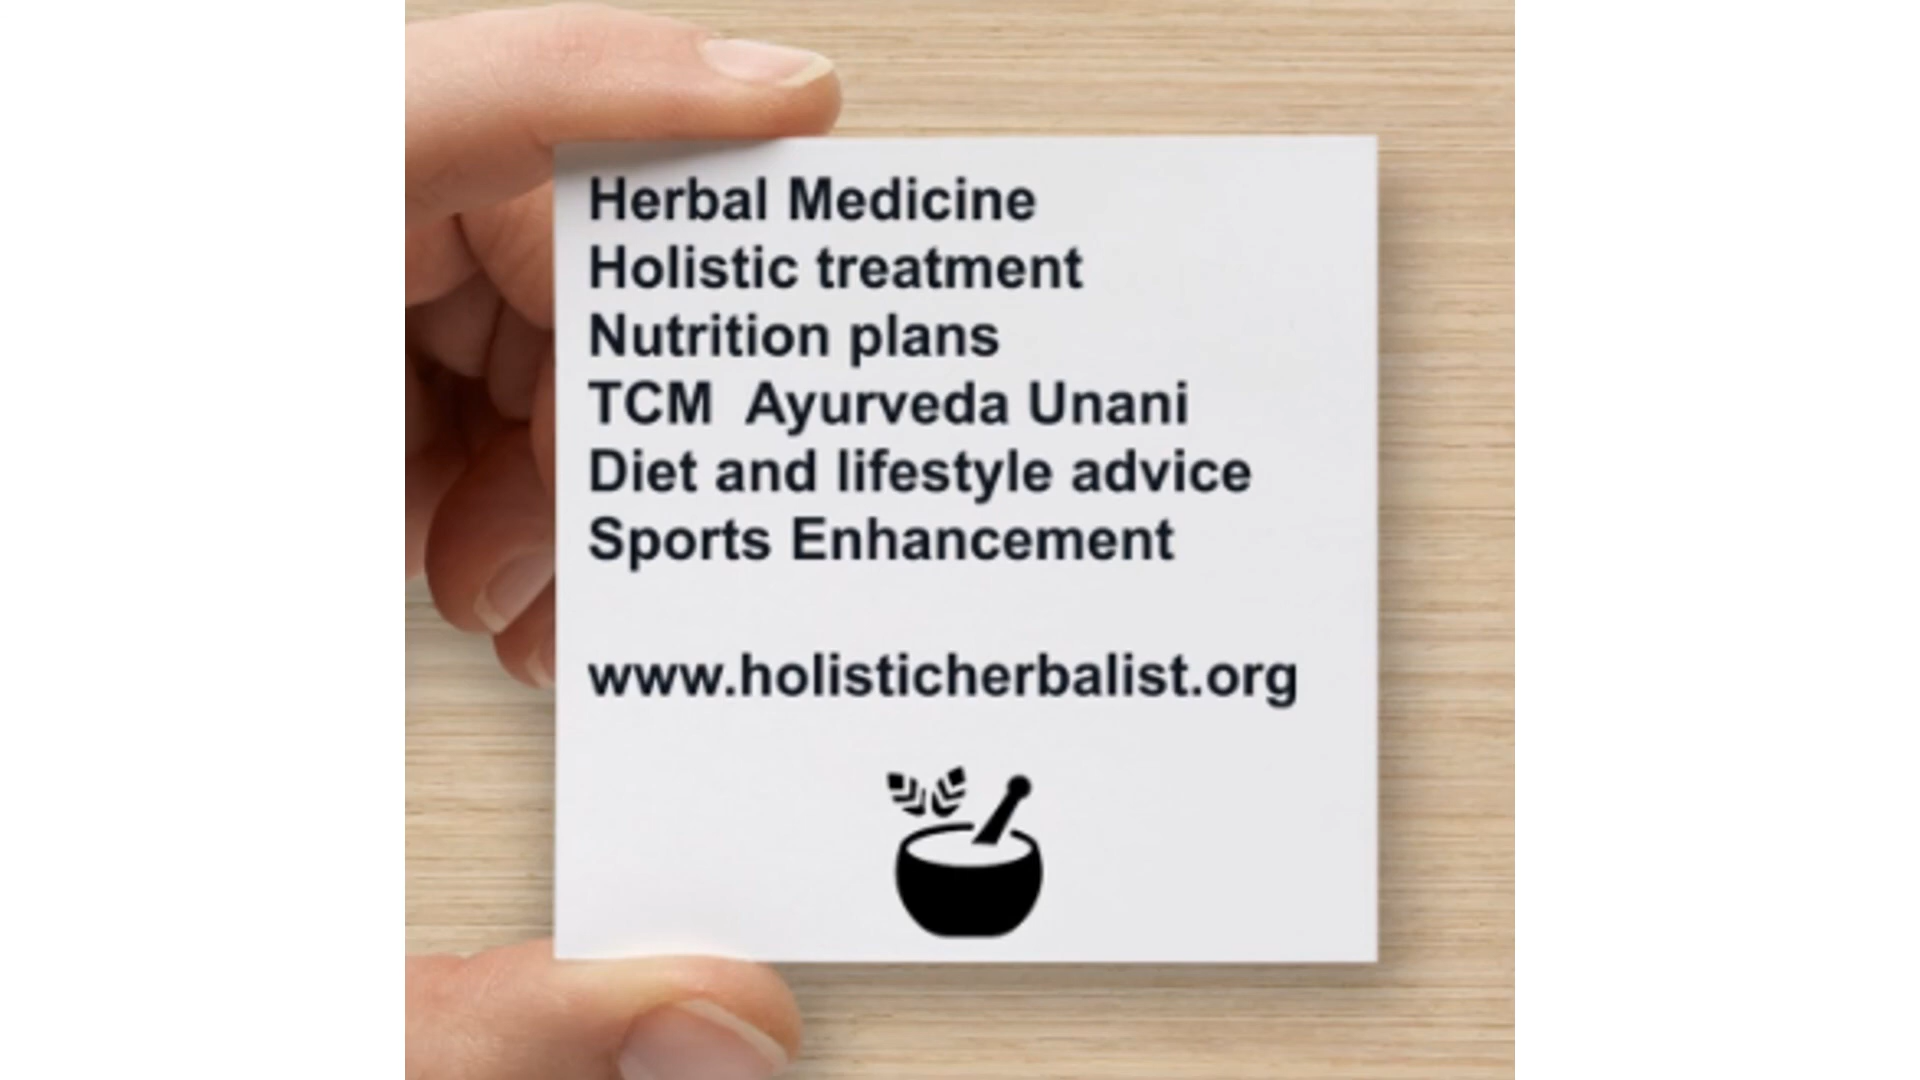 Herbal Medicine
Holistic treatment
Nutrition plans
TCM  Ayurveda Unani
Diet and lifestyle advice
Sports Enhancement
www.holisticherbalist.org